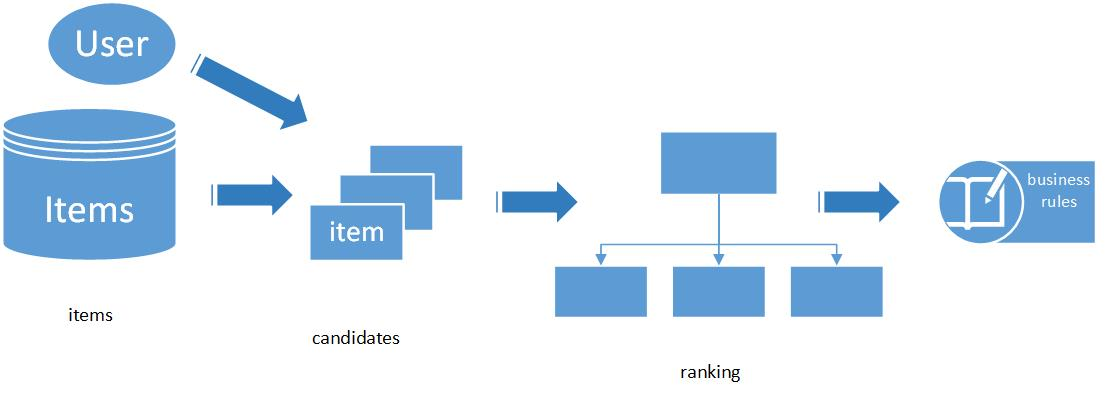 User
Items
items
item
candidates
ranking
business
rules